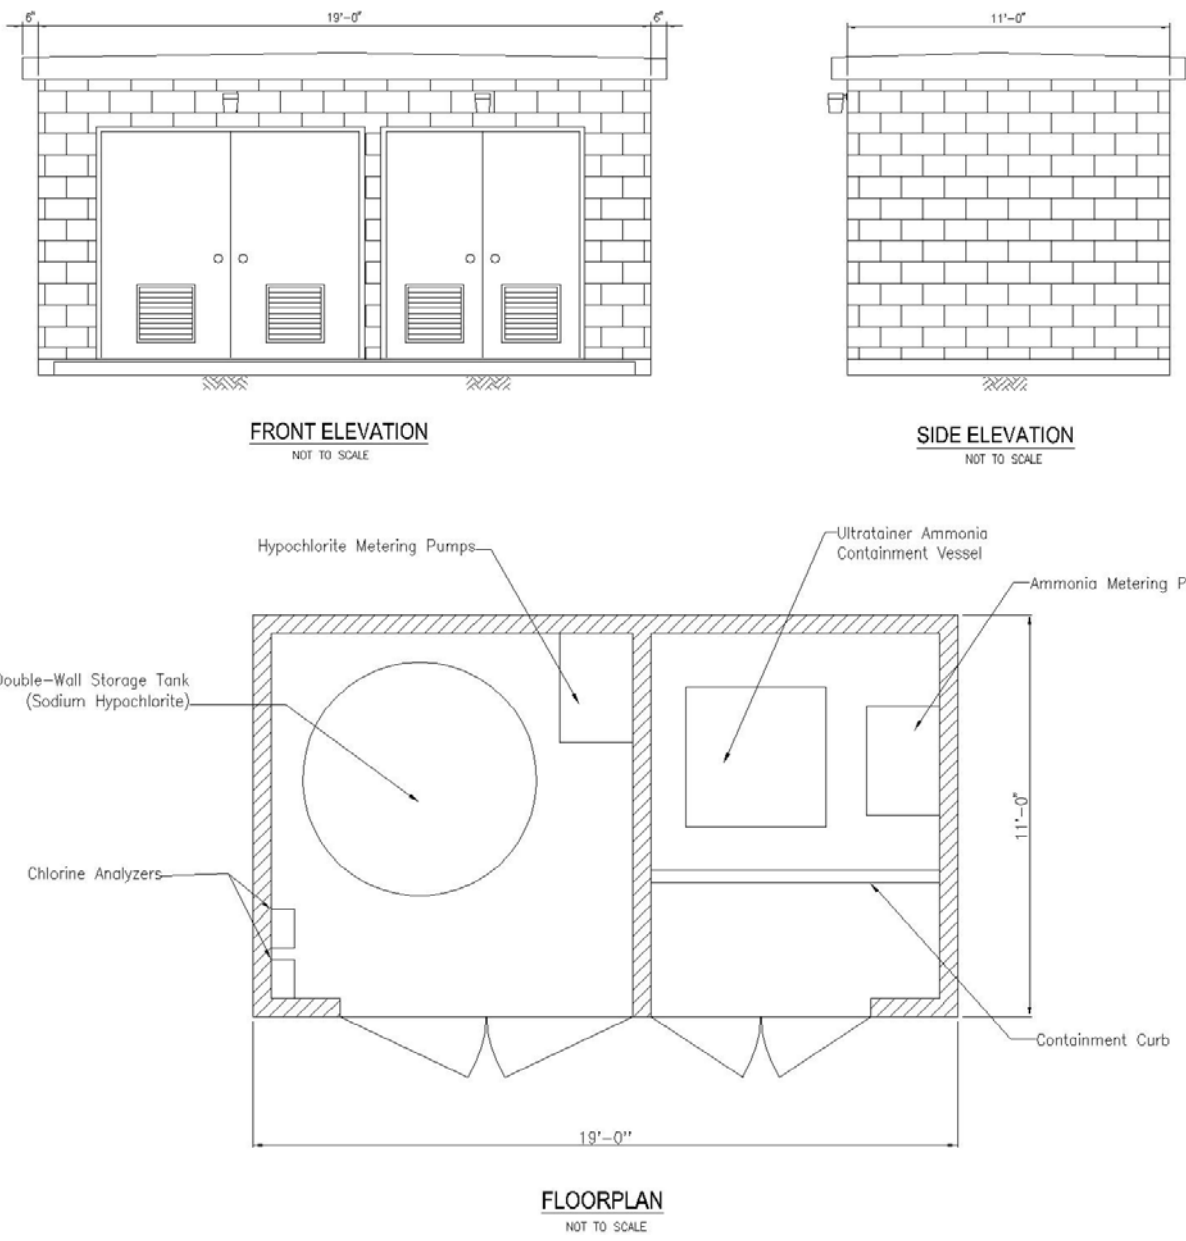 6"
19'-0"
6"
11'-0"
FRONT ELEVATION
NOT TO SCALE
SIDE ELEVATION
NOT TO SCALE
Hypochlorite Metering Pumps
Ultratainer Ammonia
Containment Vessel
Ammonia Metering P
Double-Wall Storage Tank
(Sodium Hypochlorite)
11'-0"
Chlorine Analyzers
Containment Curb
19'-0"
FLOORPLAN
NOT TO SCALE